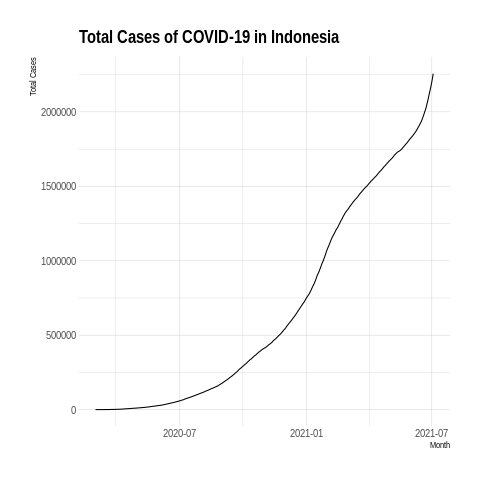 Total Cases of COVID-19 in Indonesia
Total Cases
2000000
1500000
1000000
500000
0
2020-07 2021-01 2021-07
Month